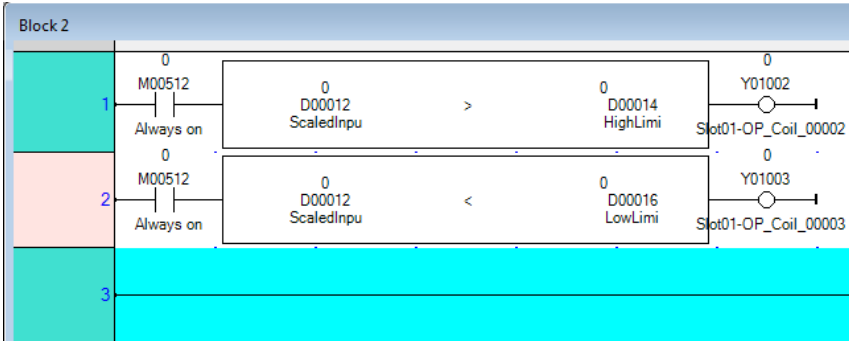 Block 2
0 0
M00512 Y01002
0 0
1 D00012 > D00014
Always on ScaledInpu HighLimi Slot01-OP_Coil_00002
0 0
M00512 Y01003
0 0
2 D00012 < D00016
Always on ScaledInpu LowLimi Slot01-OP_Coil_00003
3